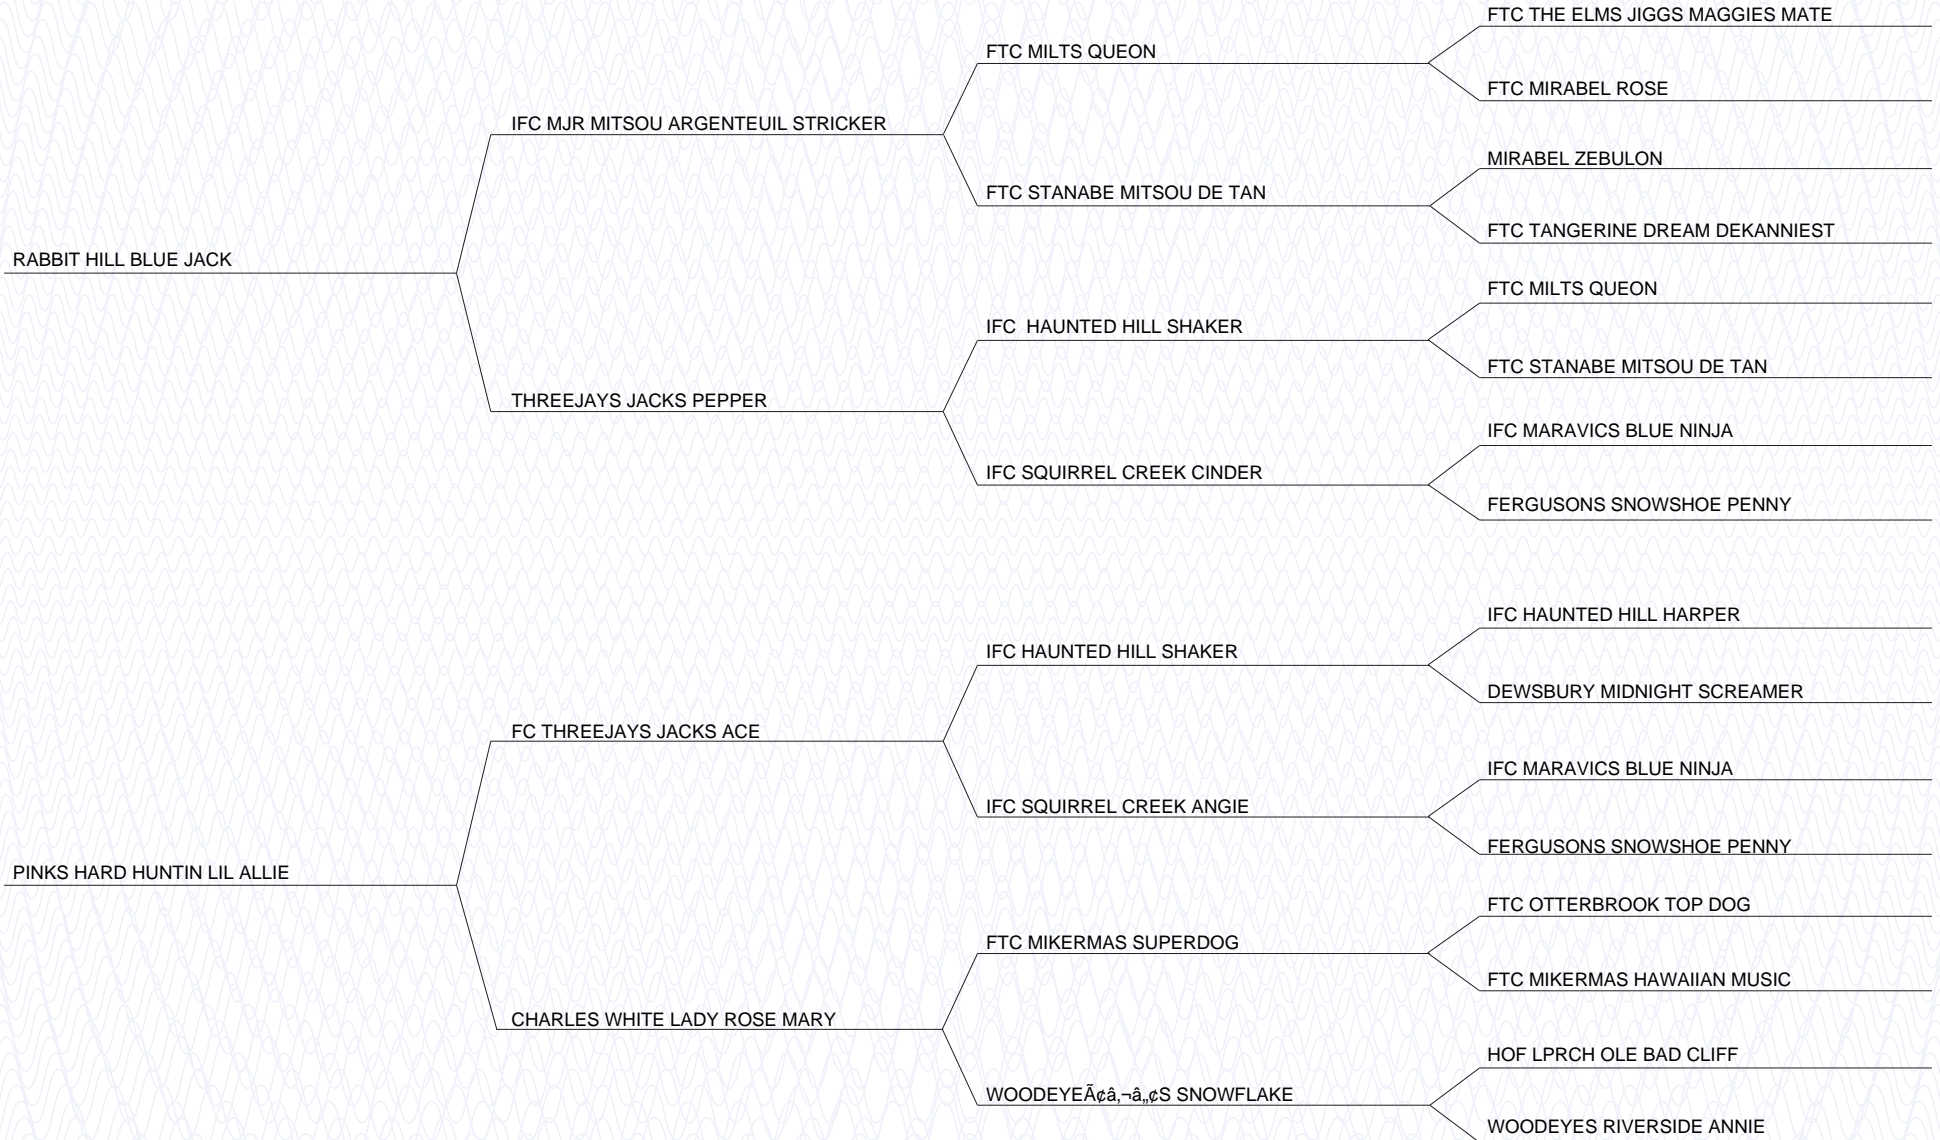 FTC THE ELMS JIGGS MAGGIES MATE
FTC MILTS QUEON
FTC MIRABEL ROSE
IFC MJR MITSOU ARGENTEUIL STRICKER
MIRABEL ZEBULON
FTC STANABE MITSOU DE TAN
FTC TANGERINE DREAM DEKANNIEST
RABBIT HILL BLUE JACK
FTC MILTS QUEON
IFC  HAUNTED HILL SHAKER
FTC STANABE MITSOU DE TAN
THREEJAYS JACKS PEPPER
IFC MARAVICS BLUE NINJA
IFC SQUIRREL CREEK CINDER
FERGUSONS SNOWSHOE PENNY
IFC HAUNTED HILL HARPER
IFC HAUNTED HILL SHAKER
DEWSBURY MIDNIGHT SCREAMER
FC THREEJAYS JACKS ACE
IFC MARAVICS BLUE NINJA
IFC SQUIRREL CREEK ANGIE
FERGUSONS SNOWSHOE PENNY
PINKS HARD HUNTIN LIL ALLIE
FTC OTTERBROOK TOP DOG
FTC MIKERMAS SUPERDOG
FTC MIKERMAS HAWAIIAN MUSIC
CHARLES WHITE LADY ROSE MARY
HOF LPRCH OLE BAD CLIFF
WOODEYEÃ¢â‚¬â„¢S SNOWFLAKE
WOODEYES RIVERSIDE ANNIE